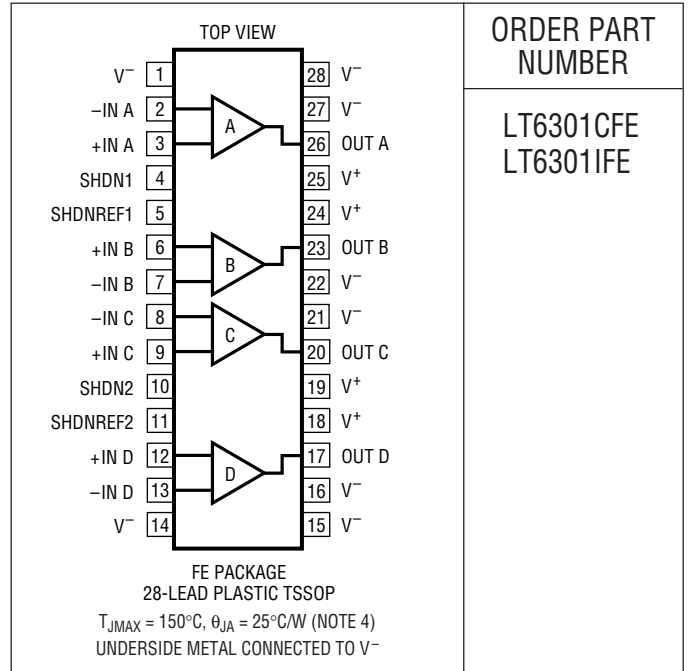 TOP VIEW
V⁻ 1 28 V⁻
−IN A 2 27 V⁻
A
+IN A 3 26 OUT A
SHDN1 4 25 V⁺
SHDNREF1 5 24 V⁺
+IN B 6 23 OUT B
B
−IN B 7 22 V⁻
−IN C 8 21 V⁻
C
+IN C 9 20 OUT C
SHDN2 10 19 V⁺
SHDNREF2 11 18 V⁺
+IN D 12 17 OUT D
D
−IN D 13 16 V⁻
V⁻ 14 15 V⁻
FE PACKAGE
28-LEAD PLASTIC TSSOP
TJMAX = 150°C, θJA = 25°C/W (NOTE 4)
UNDERSIDE METAL CONNECTED TO V⁻
ORDER PART
NUMBER
LT6301CFE
LT6301IFE